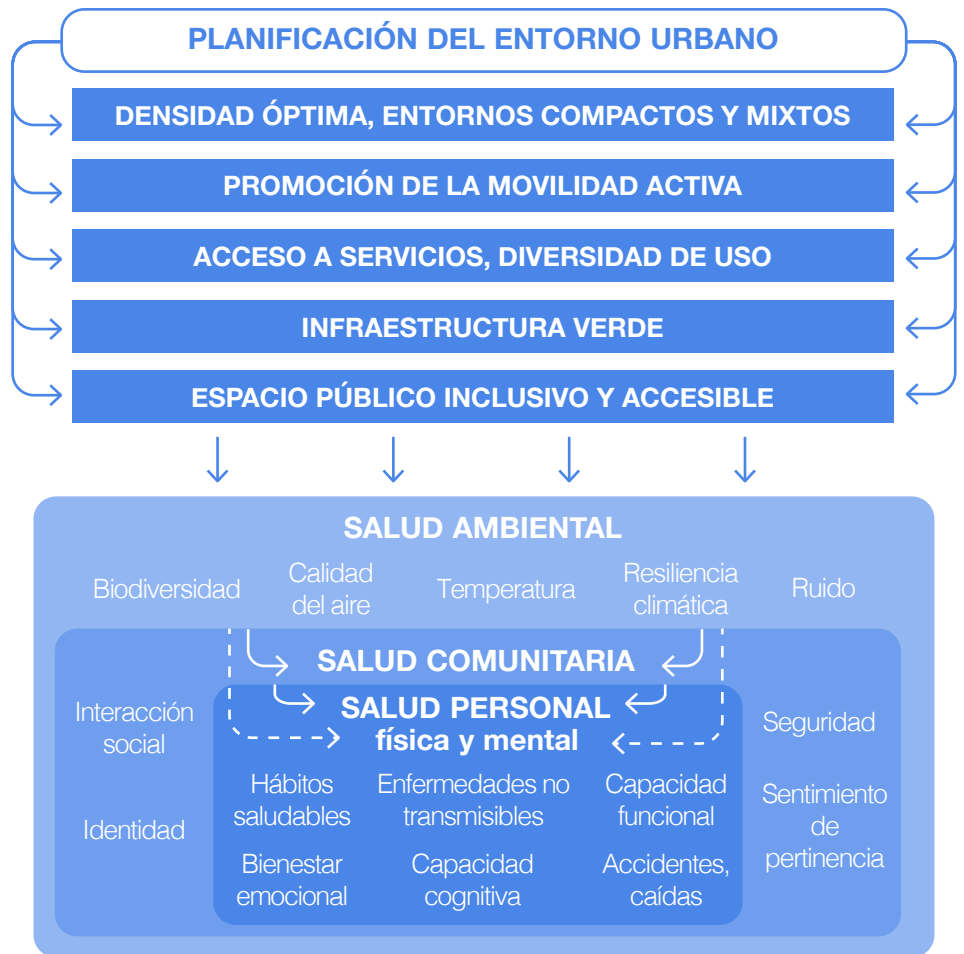 PLANIFICACIÓN DEL ENTORNO URBANO
DENSIDAD ÓPTIMA, ENTORNOS COMPACTOS Y MIXTOS
PROMOCIÓN DE LA MOVILIDAD ACTIVA
ACCESO A SERVICIOS, DIVERSIDAD DE USO
INFRAESTRUCTURA VERDE
ESPACIO PÚBLICO INCLUSIVO Y ACCESIBLE
SALUD AMBIENTAL
Biodiversidad
Calidad
del aire
Temperatura
Resiliencia
climática
Ruido
SALUD COMUNITARIA
Interacción
social
Identidad
Seguridad
Sentimiento
de
pertinencia
SALUD PERSONAL
física y mental
Hábitos
saludables
Enfermedades no
transmisibles
Capacidad
funcional
Bienestar
emocional
Capacidad
cognitiva
Accidentes,
caídas